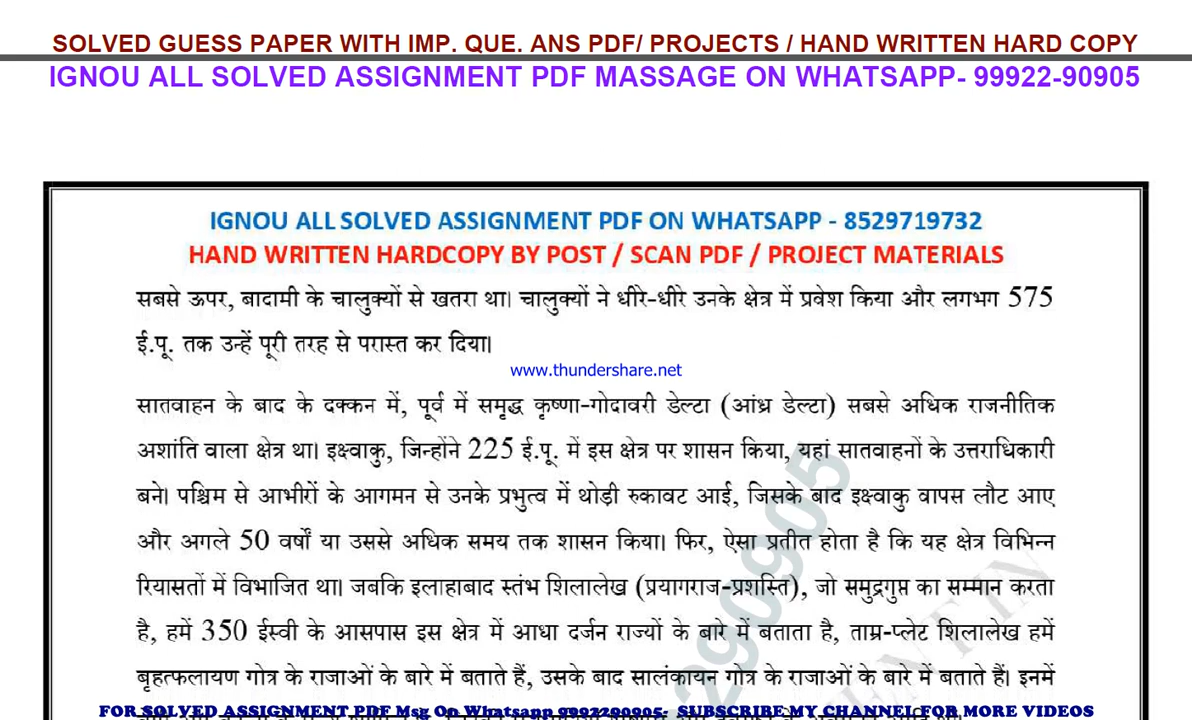 SOLVED GUESS PAPER WITH IMP. QUE. ANS PDF/ PROJECTS / HAND WRITTEN HARD COPY
IGNOU ALL SOLVED ASSIGNMENT PDF MASSAGE ON WHATSAPP- 99922-90905
IGNOU ALL SOLVED ASSIGNMENT PDF ON WHATSAPP - 8529719732
HAND WRITTEN HARDCOPY BY POST / SCAN PDF / PROJECT MATERIALS
सबसे ऊपर, बादामी के चालुक्यों से खतरा था। चालुक्यों ने धीरे-धीरे उनके क्षेत्र में प्रवेश किया और लगभग 575
ई.पू. तक उन्हें पूरी तरह से परास्त कर दिया।
www.thundershare.net
सातवाहन के बाद के दक्कन में, पूर्व में समृद्ध कृष्णा-गोदावरी डेल्टा (आंध्र डेल्टा) सबसे अधिक राजनीतिक
अशांति वाला क्षेत्र था। इक्ष्वाकु, जिन्होंने 225 ई.पू. में इस क्षेत्र पर शासन किया, यहां सातवाहनों के उत्तराधिकारी
बने। पश्चिम से आभीरों के आगमन से उनके प्रभुत्व में थोड़ी रुकावट आई, जिसके बाद इक्ष्वाकु वापस लौट आए
और अगले 50 वर्षों या उससे अधिक समय तक शासन किया। फिर, ऐसा प्रतीत होता है कि यह क्षेत्र विभिन्न
रियासतों में विभाजित था। जबकि इलाहाबाद स्तंभ शिलालेख (प्रयागराज-प्रशस्ति), जो समुद्रगुप्त का सम्मान करता
है, हमें 350 ईस्वी के आसपास इस क्षेत्र में आधा दर्जन राज्यों के बारे में बताता है, ताम्र-प्लेट शिलालेख हमें
बृहत्फलायण गोत्र के राजाओं के बारे में बताते हैं, उसके बाद सालंकायन गोत्र के राजाओं के बारे में बताते हैं। इनमें
FOR SOLVED ASSIGNMENT PDF Msg On Whatsapp 9992290905- SUBSCRIBE MY CHANNEL FOR MORE VIDEOS